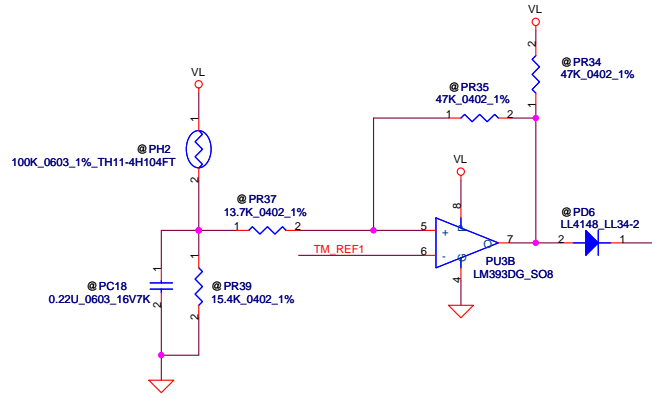 VL
@PR34
47K_0402_1%
VL
@PR35
47K_0402_1%
2
1
1
2
1
@PH2
100K_0603_1%_TH11-4H104FT
2
VL
8
@PR37
13.7K_0402_1%
1
2
5
+
7
@PD6
LL4148_LL34-2
2
1
TM_REF1
6
-
PU3B
LM393DG_SO8
4
1
@PC18
0.22U_0603_16V7K
2
1
@PR39
15.4K_0402_1%
2